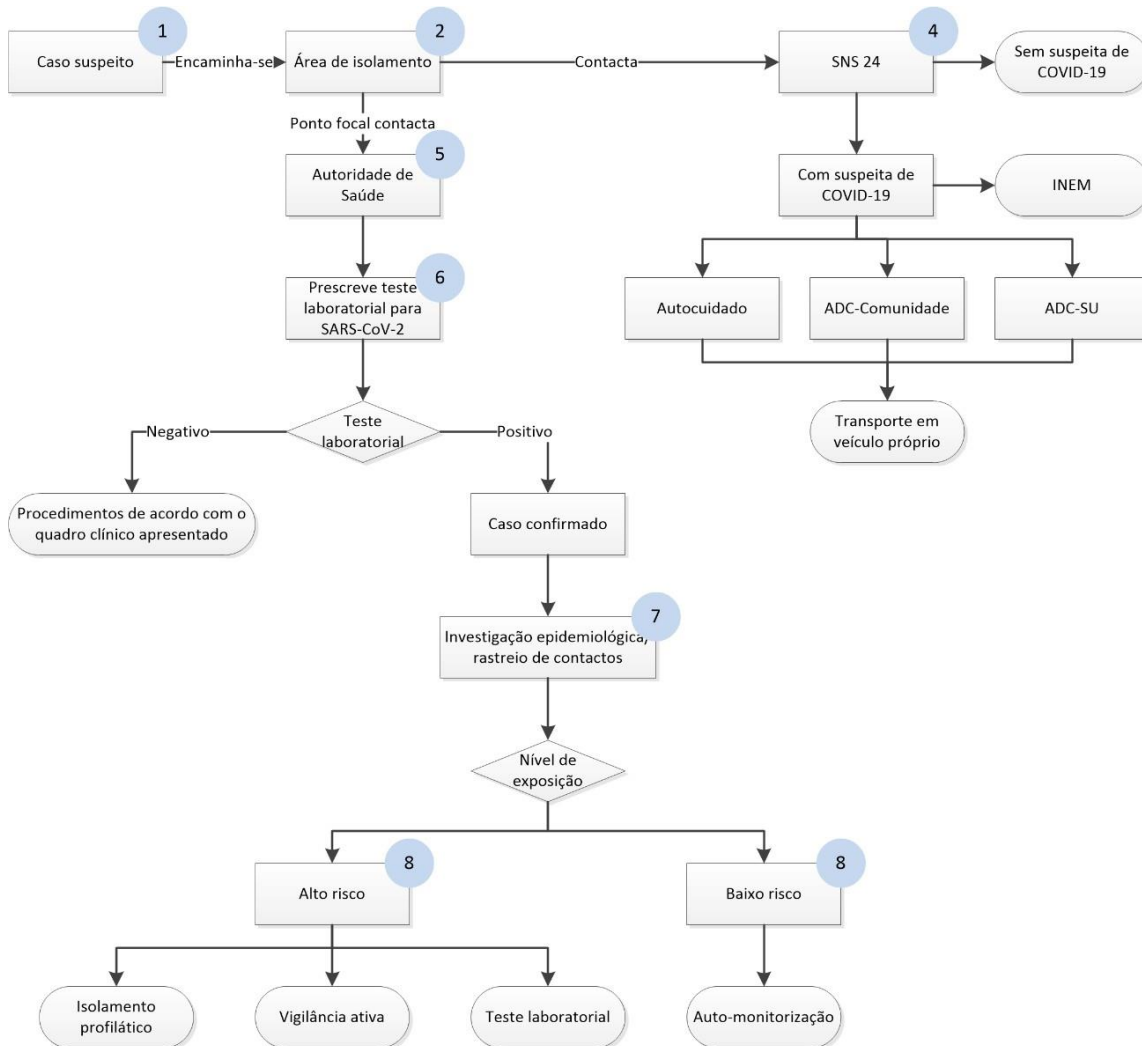 1
2
4
Caso suspeito
Encaminha-se
Área de isolamento
Contacta
SNS 24
Sem suspeita de
COVID-19
Ponto focal contacta
5
Autoridade de
Saúde
Com suspeita de
COVID-19
INEM
6
Prescreve teste
laboratorial para
SARS-CoV-2
Autocuidado
ADC-Comunidade
ADC-SU
Negativo
Teste
laboratorial
Positivo
Transporte em
veículo próprio
Procedimentos de acordo com o
quadro clínico apresentado
Caso confirmado
7
Investigação epidemiológica/
rastreio de contactos
Nível de
exposição
8
Alto risco
8
Baixo risco
Isolamento
profilático
Vigilância ativa
Teste laboratorial
Auto-monitorização